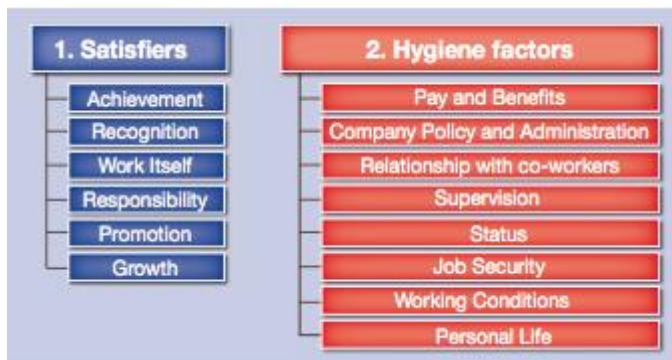 1. Satisfiers
Achievement
Recognition
Work Itself
Responsibility
Promotion
Growth
2. Hygiene factors
Pay and Benefits
Company Policy and Administration
Relationship with co-workers
Supervision
Status
Job Security
Working Conditions
Personal Life